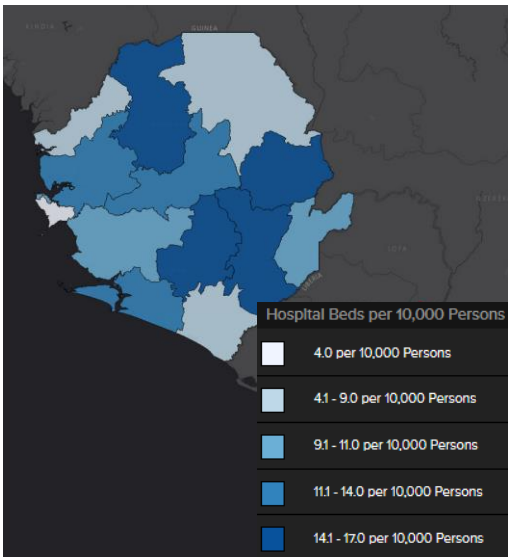 GUINEA
LIBERIA
Hospital Beds per 10,000 Persons
4.0 per 10,000 Persons
4.1 - 9.0 per 10,000 Persons
9.1 - 11.0 per 10,000 Persons
11.1 - 14.0 per 10,000 Persons
14.1 - 17.0 per 10,000 Persons